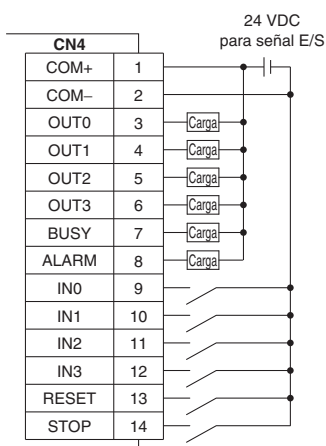 24 VDC
para señal E/S
CN4
COM+ 1
COM− 2
OUT0 3 Carga
OUT1 4 Carga
OUT2 5 Carga
OUT3 6 Carga
BUSY 7 Carga
ALARM 8 Carga
IN0 9
IN1 10
IN2 11
IN3 12
RESET 13
STOP 14